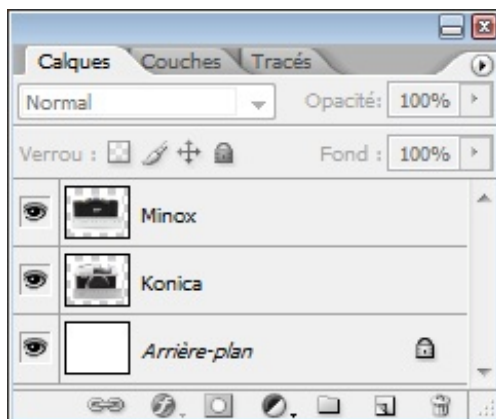 Calques Couches Tracés
Normal Opacité: 100%
Verrou : Fond : 100%
Minox
Konica
Arrière-plan